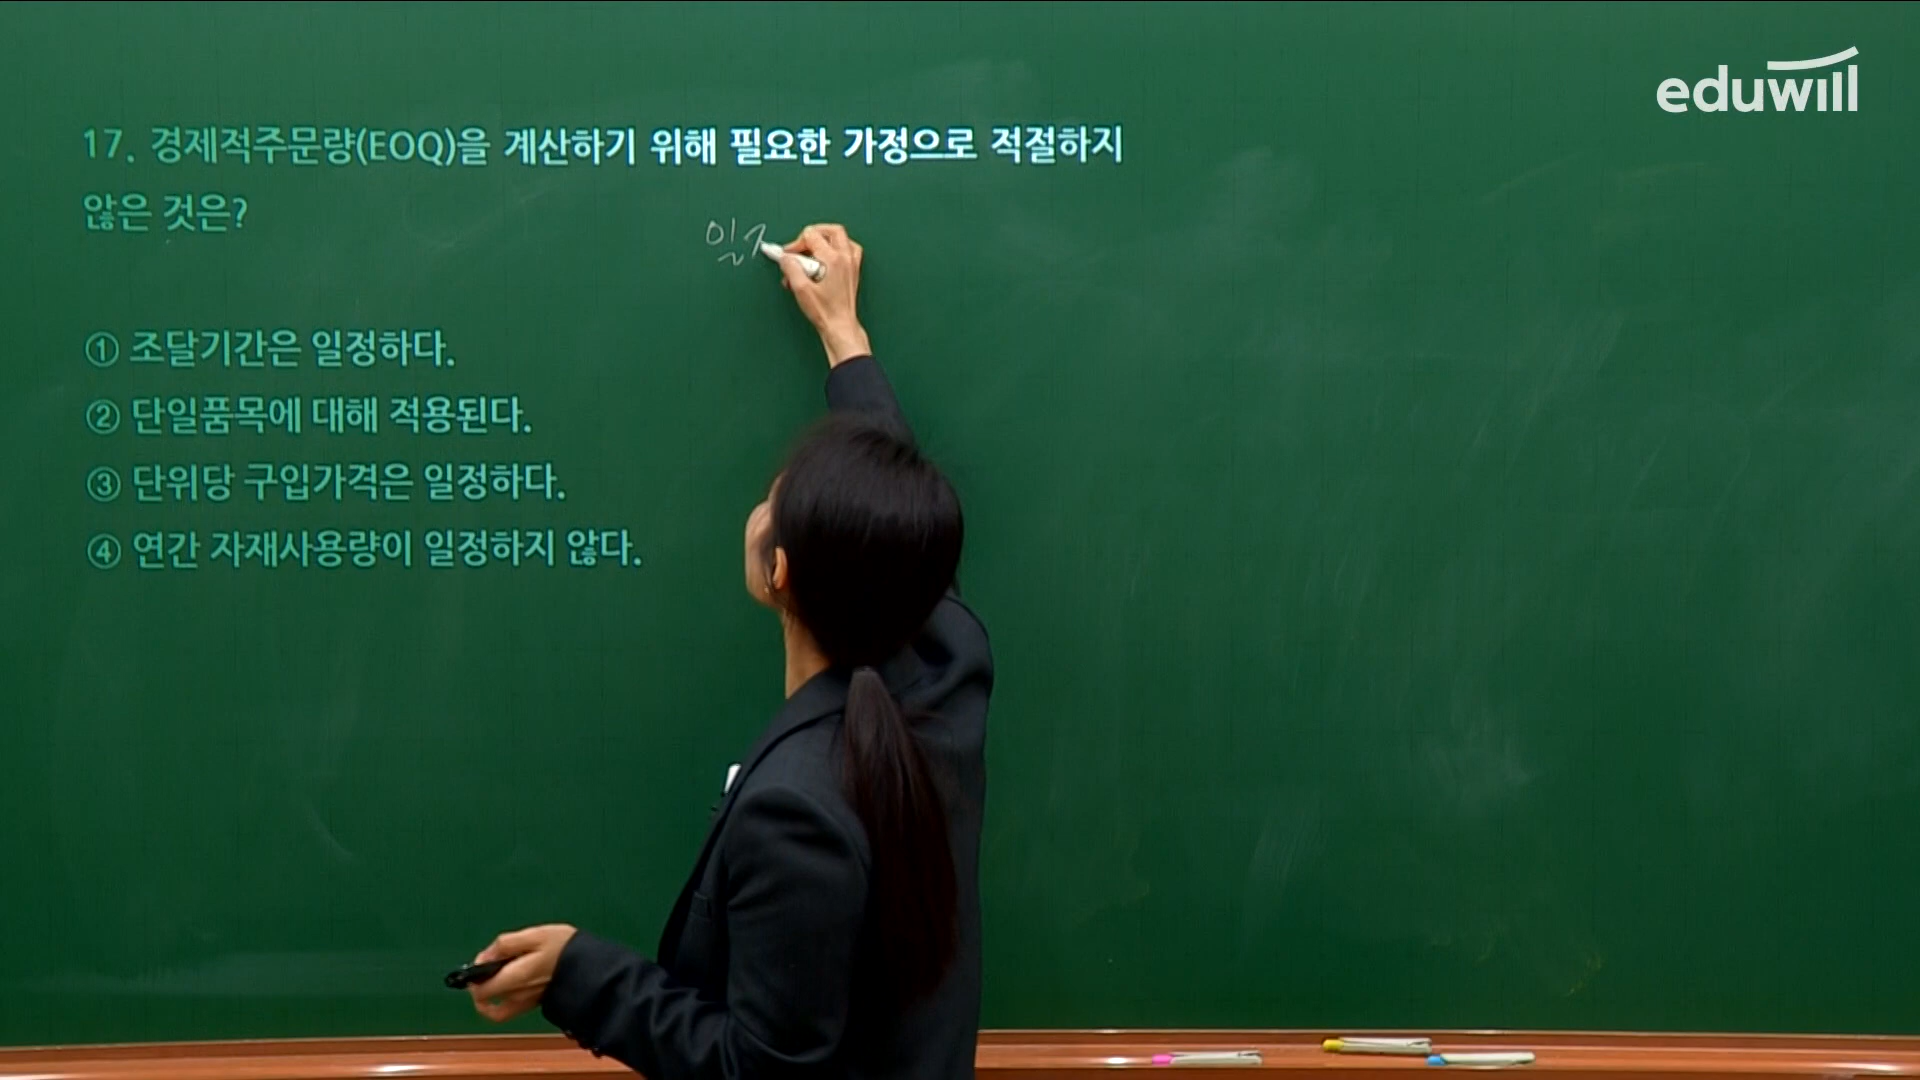 eduwill
17. 경제적주문량(EOQ)을 계산하기 위해 필요한 가정으로 적절하지
않은 것은?
① 조달기간은 일정하다.
② 단일품목에 대해 적용된다.
③ 단위당 구입가격은 일정하다.
④ 연간 자재사용량이 일정하지 않다.